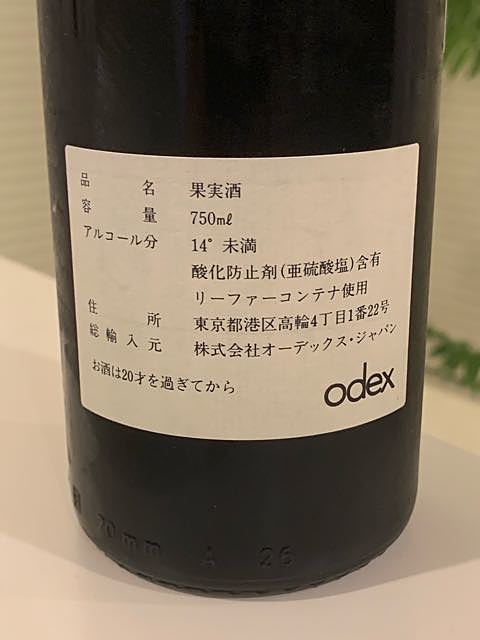 品名 果実酒
容量 750ml
アルコール分 14°未満
酸化防止剤(亜硫酸塩)含有
リーファーコンテナ使用
住所 東京都港区高輪4丁目1番22号
総輸入元 株式会社オーデックス・ジャパン
お酒は20才を過ぎてから
odex
70mm A 26